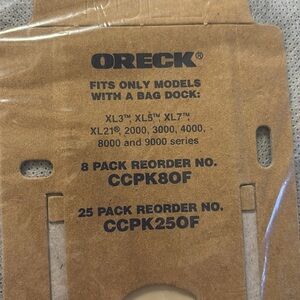 ORECK®
FITS ONLY MODELS
WITH A BAG DOCK:
XL3™, XL5™, XL7™,
XL21®, 2000, 3000, 4000,
8000 and 9000 series
8 PACK REORDER NO.
CCPK8OF
25 PACK REORDER NO.
CCPK25OF